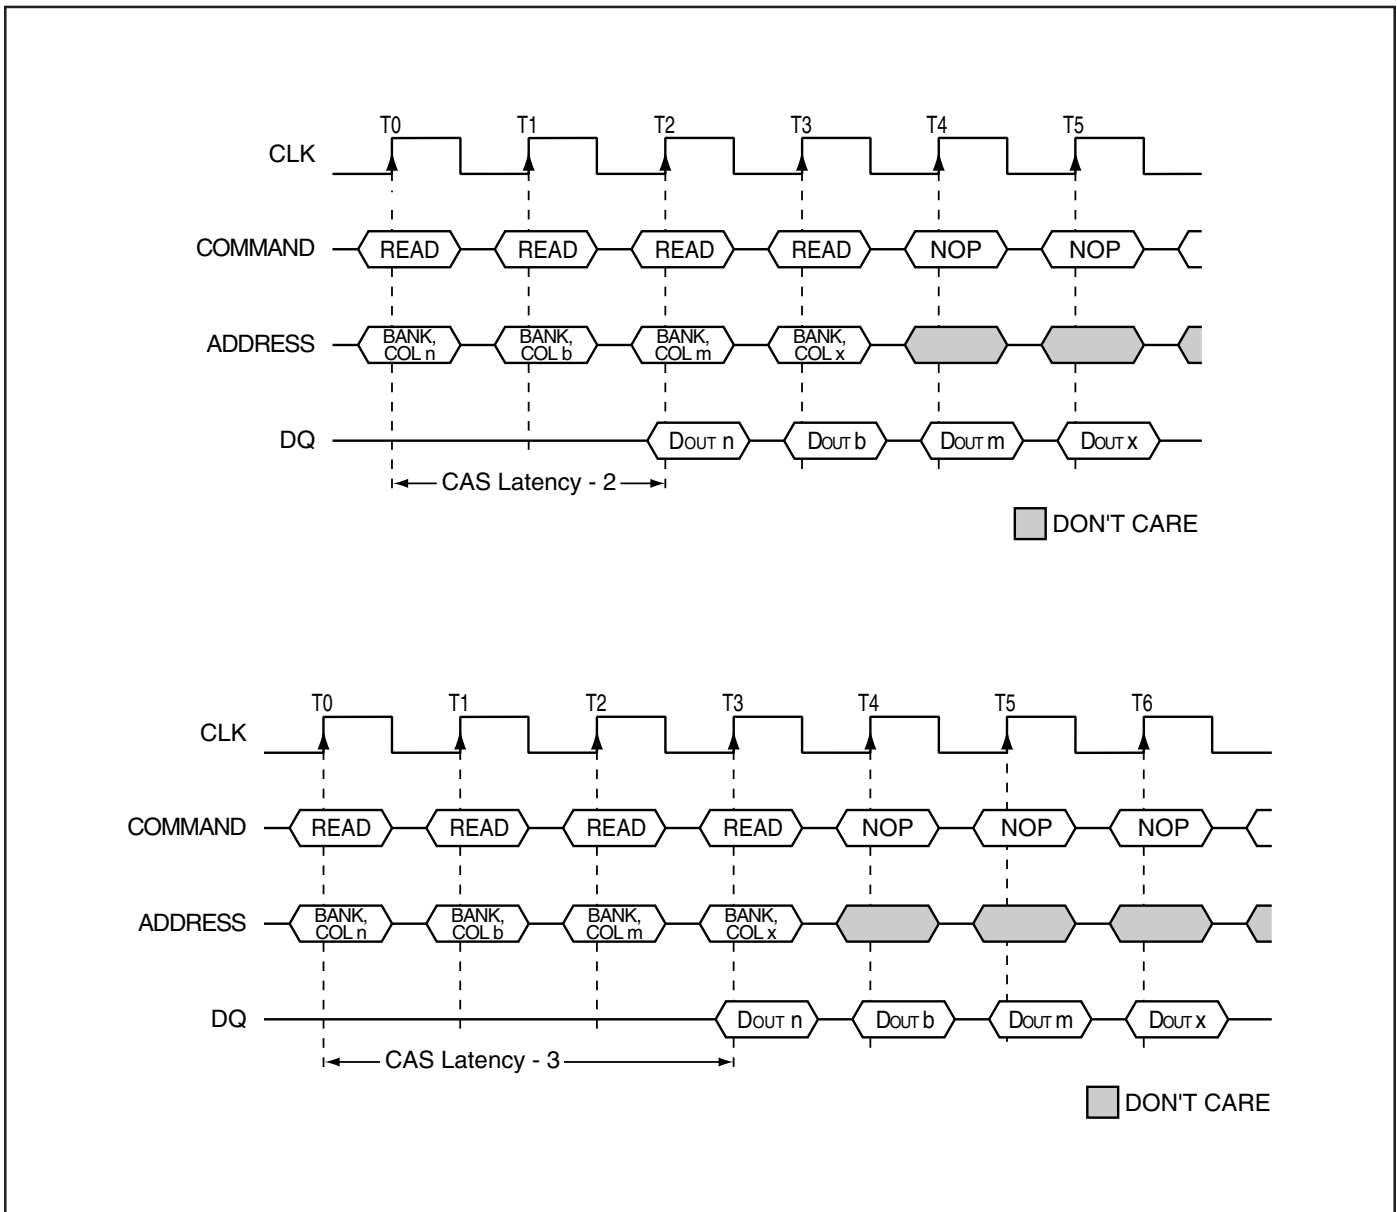 T0 T1 T2 T3 T4 T5
CLK
COMMAND READ READ READ READ NOP NOP
ADDRESS BANK, COL n BANK, COL b BANK, COL m BANK, COL x
DQ DOUT n DOUT b DOUT m DOUT x
CAS Latency - 2
DON'T CARE
T0 T1 T2 T3 T4 T5 T6
CLK
COMMAND READ READ READ READ NOP NOP NOP
ADDRESS BANK, COL n BANK, COL b BANK, COL m BANK, COL x
DQ DOUT n DOUT b DOUT m DOUT x
CAS Latency - 3
DON'T CARE